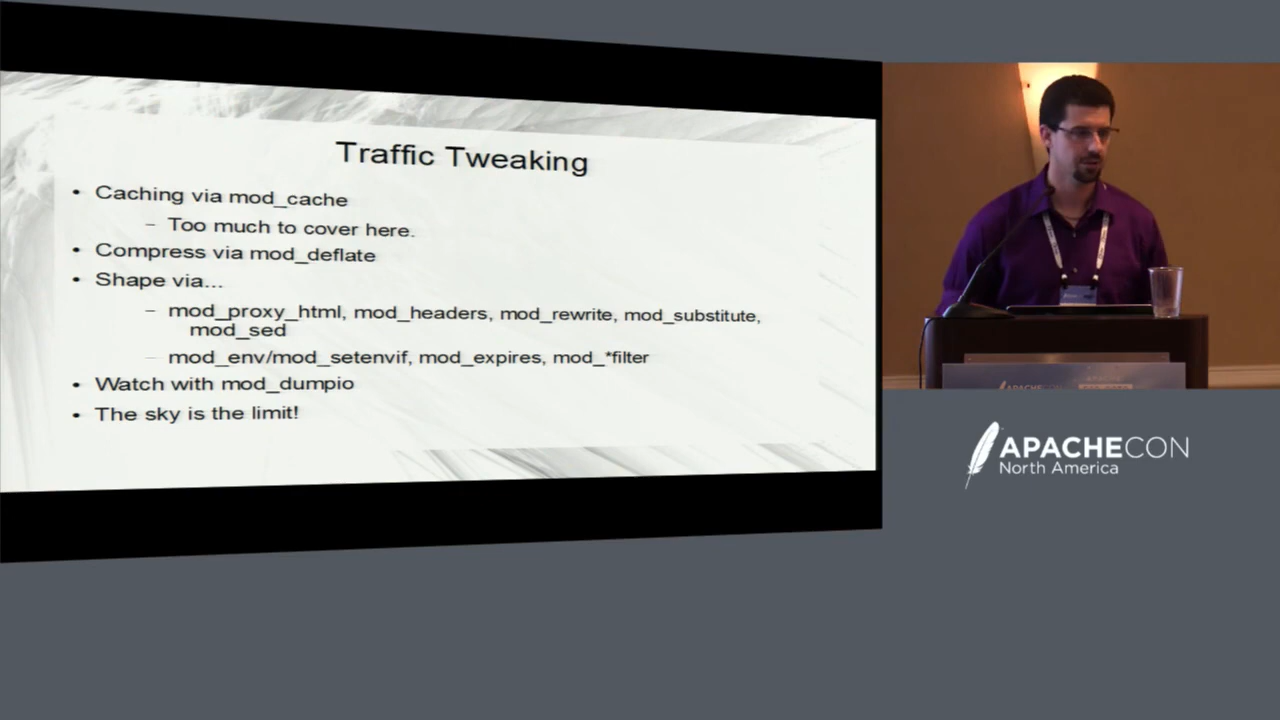 Traffic Tweaking
• Caching via mod_cache
– Too much to cover here.
• Compress via mod_deflate
• Shape via...
– mod_proxy_html, mod_headers, mod_rewrite, mod_substitute,
mod_sed
– mod_env/mod_setenvif, mod_expires, mod_*filter
• Watch with mod_dumpio
• The sky is the limit!
APACHECON
North America